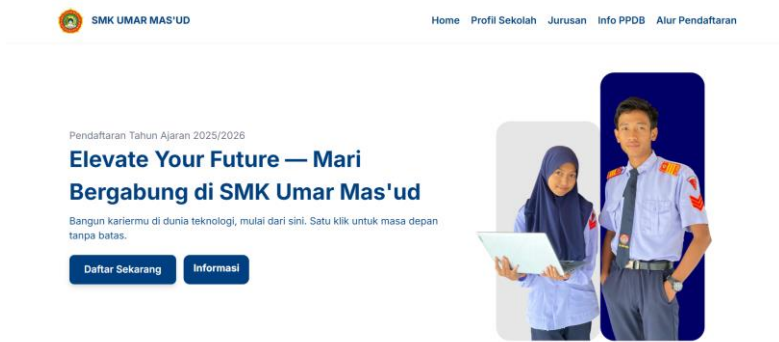 SMK UMAR MAS'UD
Home Profil Sekolah Jurusan Info PPDB Alur Pendaftaran
Pendaftaran Tahun Ajaran 2025/2026
Elevate Your Future — Mari
Bergabung di SMK Umar Mas'ud
Bangun kariermu di dunia teknologi, mulai dari sini. Satu klik untuk masa depan
tanpa batas.
Daftar Sekarang Informasi